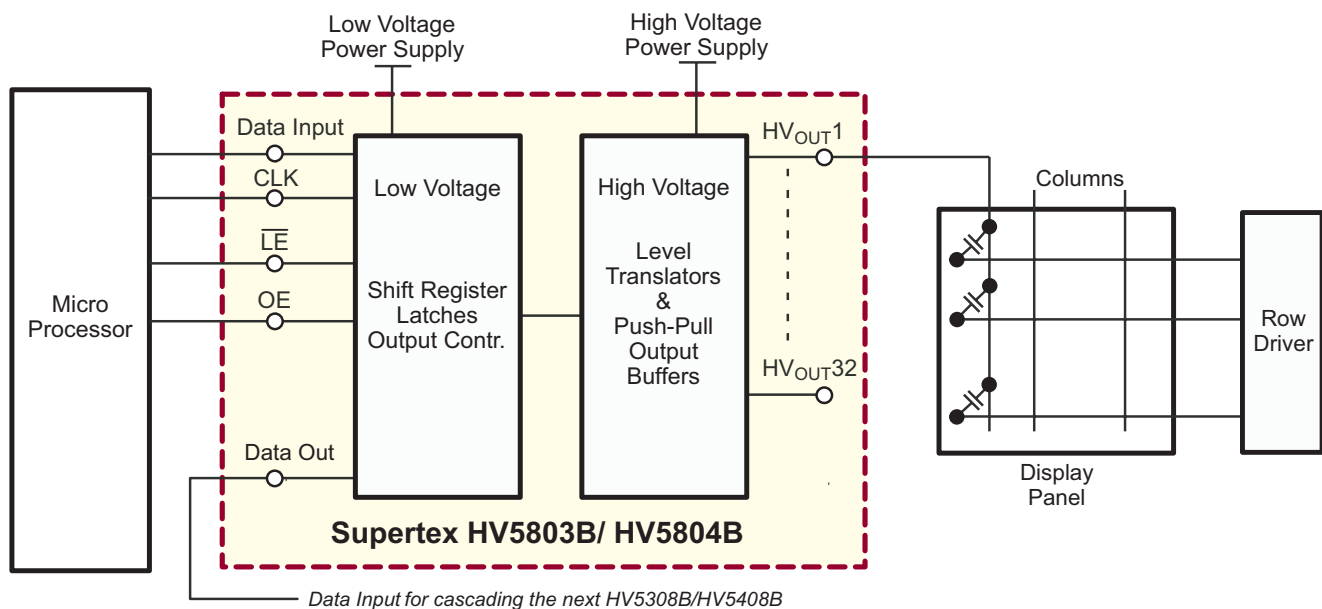 Low Voltage
Power Supply
High Voltage
Power Supply
Micro
Processor
Data Input
CLK
L̅E̅
OE
Data Out
Low Voltage
Shift Register
Latches
Output Contr.
High Voltage
Level
Translators
&
Push-Pull
Output
Buffers
HVOUT1
HVOUT32
Columns
Display
Panel
Row
Driver
Supertex HV5803B/ HV5804B
Data Input for cascading the next HV5308B/HV5408B